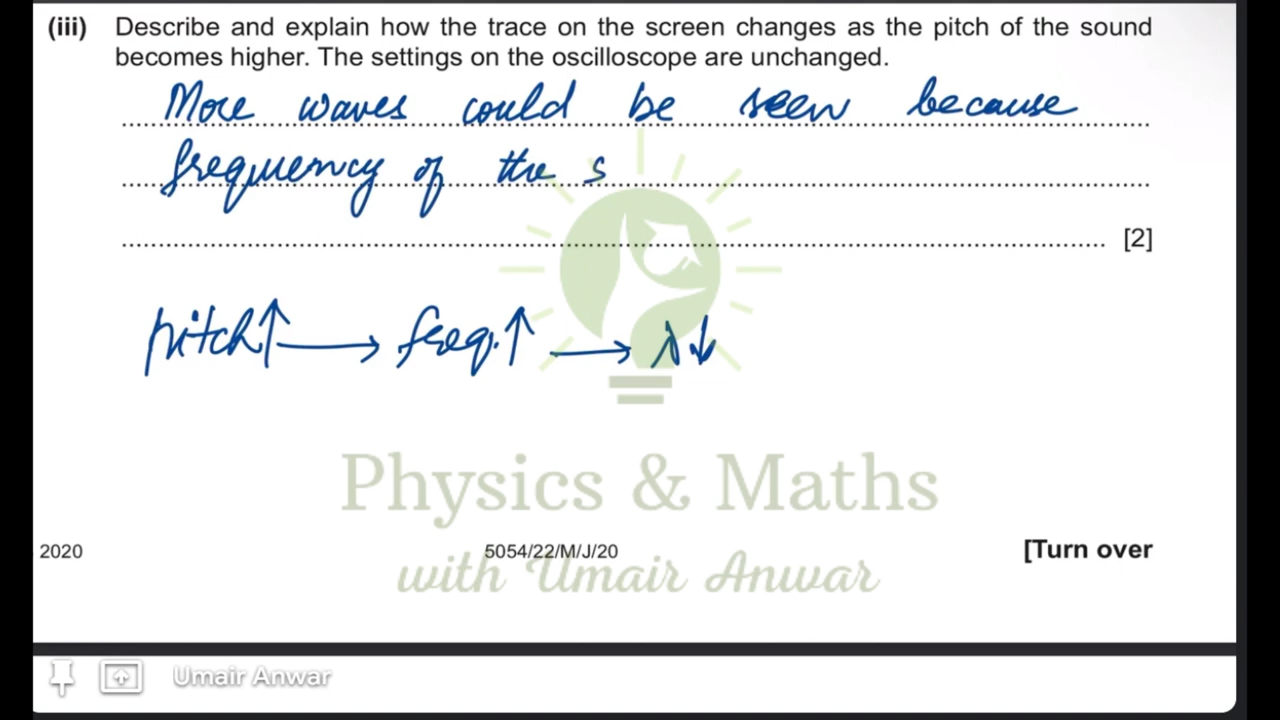 (iii) Describe and explain how the trace on the screen changes as the pitch of the sound
becomes higher. The settings on the oscilloscope are unchanged.
More waves could be seen because
frequency of the s
[2]
pitch↑ → freq.↑ → λ↓
Physics & Maths
2020 5054/22/M/J/20 [Turn over
with Umair Anwar
Umair Anwar